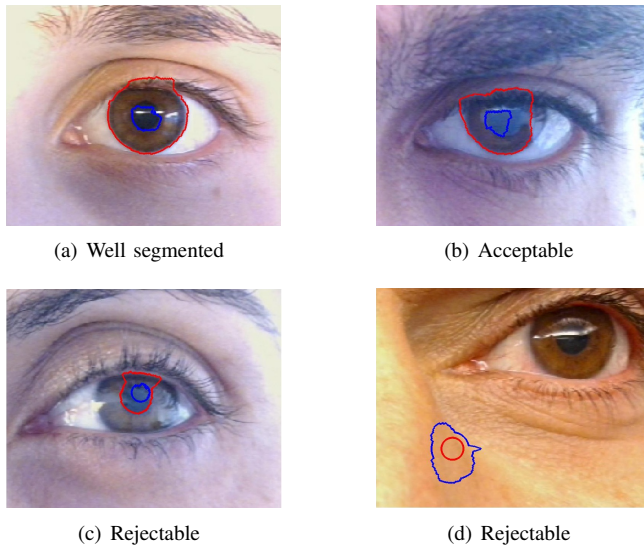 (a) Well segmented
(b) Acceptable
(c) Rejectable
(d) Rejectable